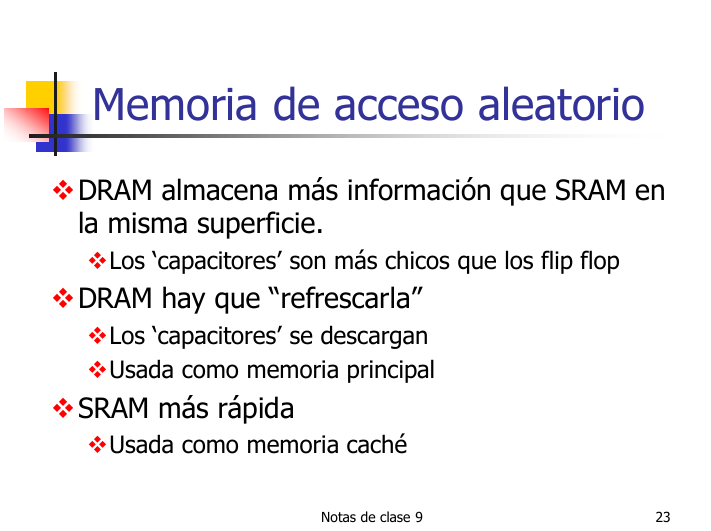 Memoria de acceso aleatorio
DRAM almacena más información que SRAM en
la misma superficie.
Los ‘capacitores’ son más chicos que los flip flop
DRAM hay que “refrescarla”
Los ‘capacitores’ se descargan
Usada como memoria principal
SRAM más rápida
Usada como memoria caché
Notas de clase 9
23